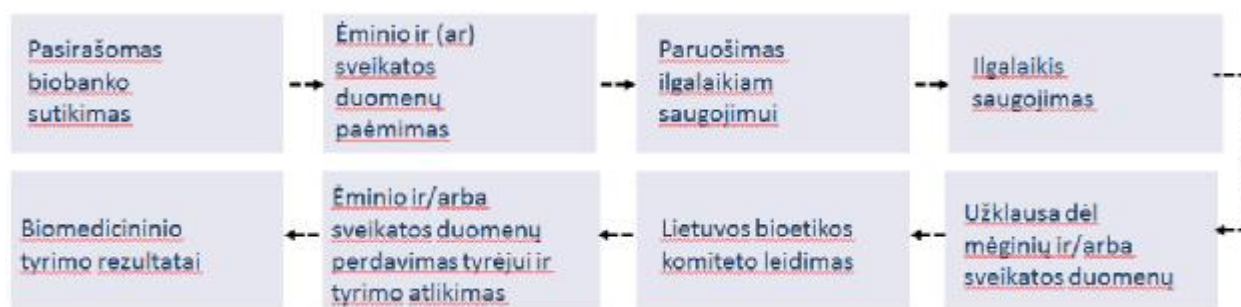 Pasirašomas
biobanko
sutikimas
Ėminio ir (ar)
sveikatos
duomenų
paėmimas
Paruošimas
ilgalaikiam
saugojimui
Ilgalaikis
saugojimas
Užklausa dėl
mėginių ir/arba
sveikatos duomenų
Lietuvos bioetikos
komiteto leidimas
Ėminio ir/arba
sveikatos duomenų
perdavimas tyrėjui ir
tyrimo atlikimas
Biomedicininio
tyrimo rezultatai